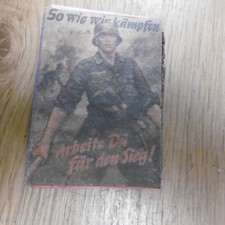 So wie wir kämpfen
Arbeite Du
für den Sieg!